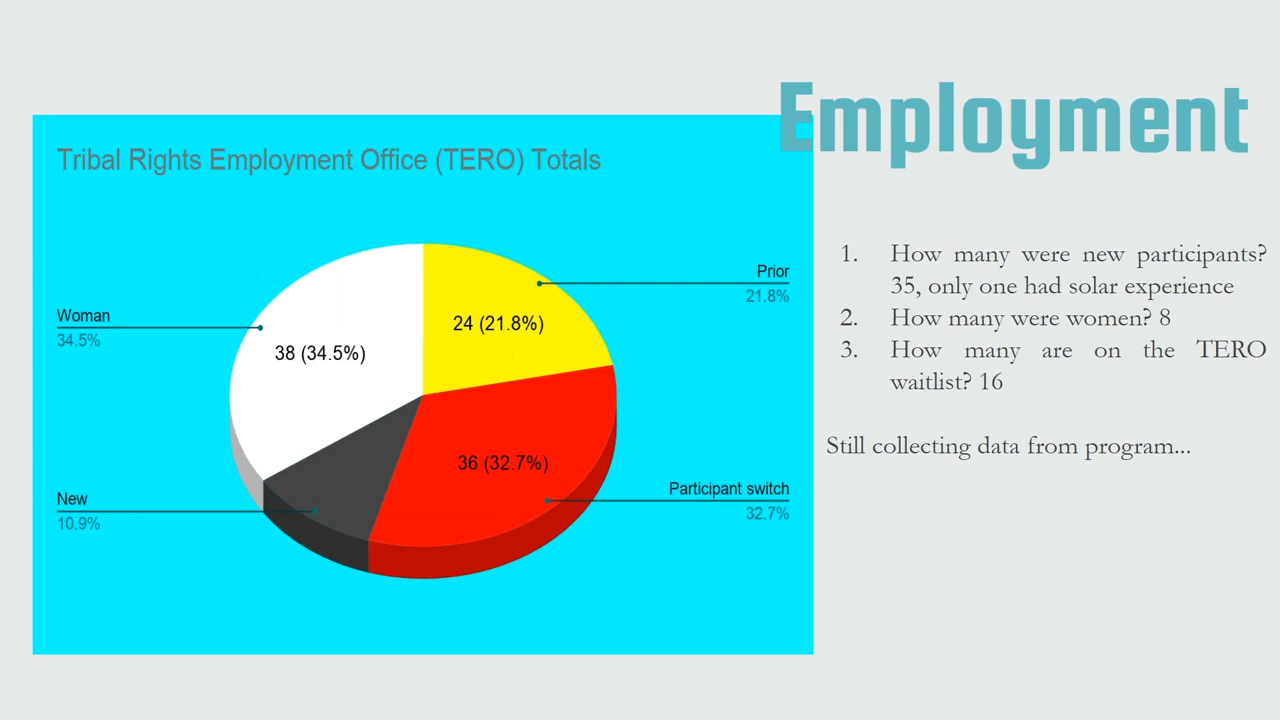 Employment
Tribal Rights Employment Office (TERO) Totals
Prior
21.8%
24 (21.8%)
Woman
34.5%
38 (34.5%)
36 (32.7%)
Participant switch
32.7%
New
10.9%
1. How many were new participants?
35, only one had solar experience
2. How many were women? 8
3. How many are on the TERO
waitlist? 16
Still collecting data from program...